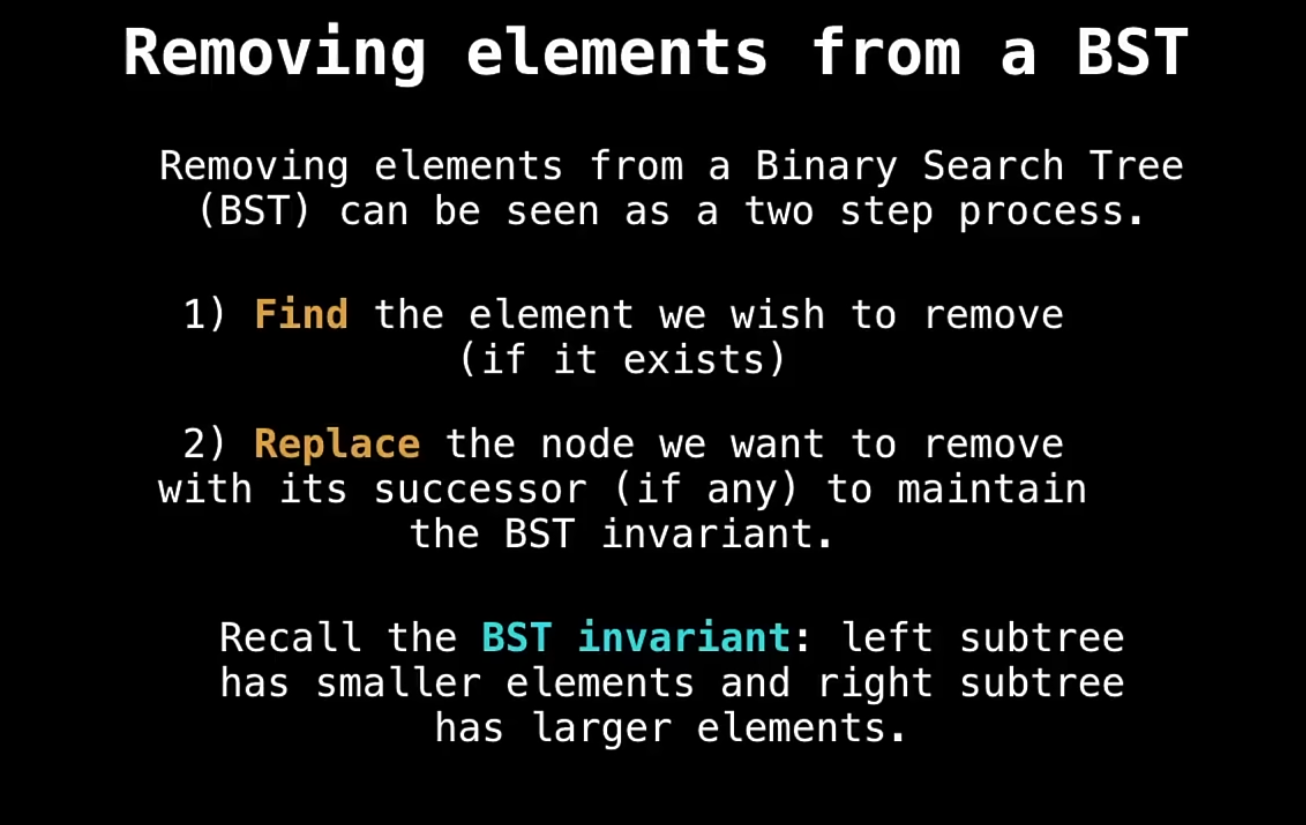 Removing elements from a BST
Removing elements from a Binary Search Tree
(BST) can be seen as a two step process.
1) Find the element we wish to remove
(if it exists)
2) Replace the node we want to remove
with its successor (if any) to maintain
the BST invariant.
Recall the BST invariant: left subtree
has smaller elements and right subtree
has larger elements.